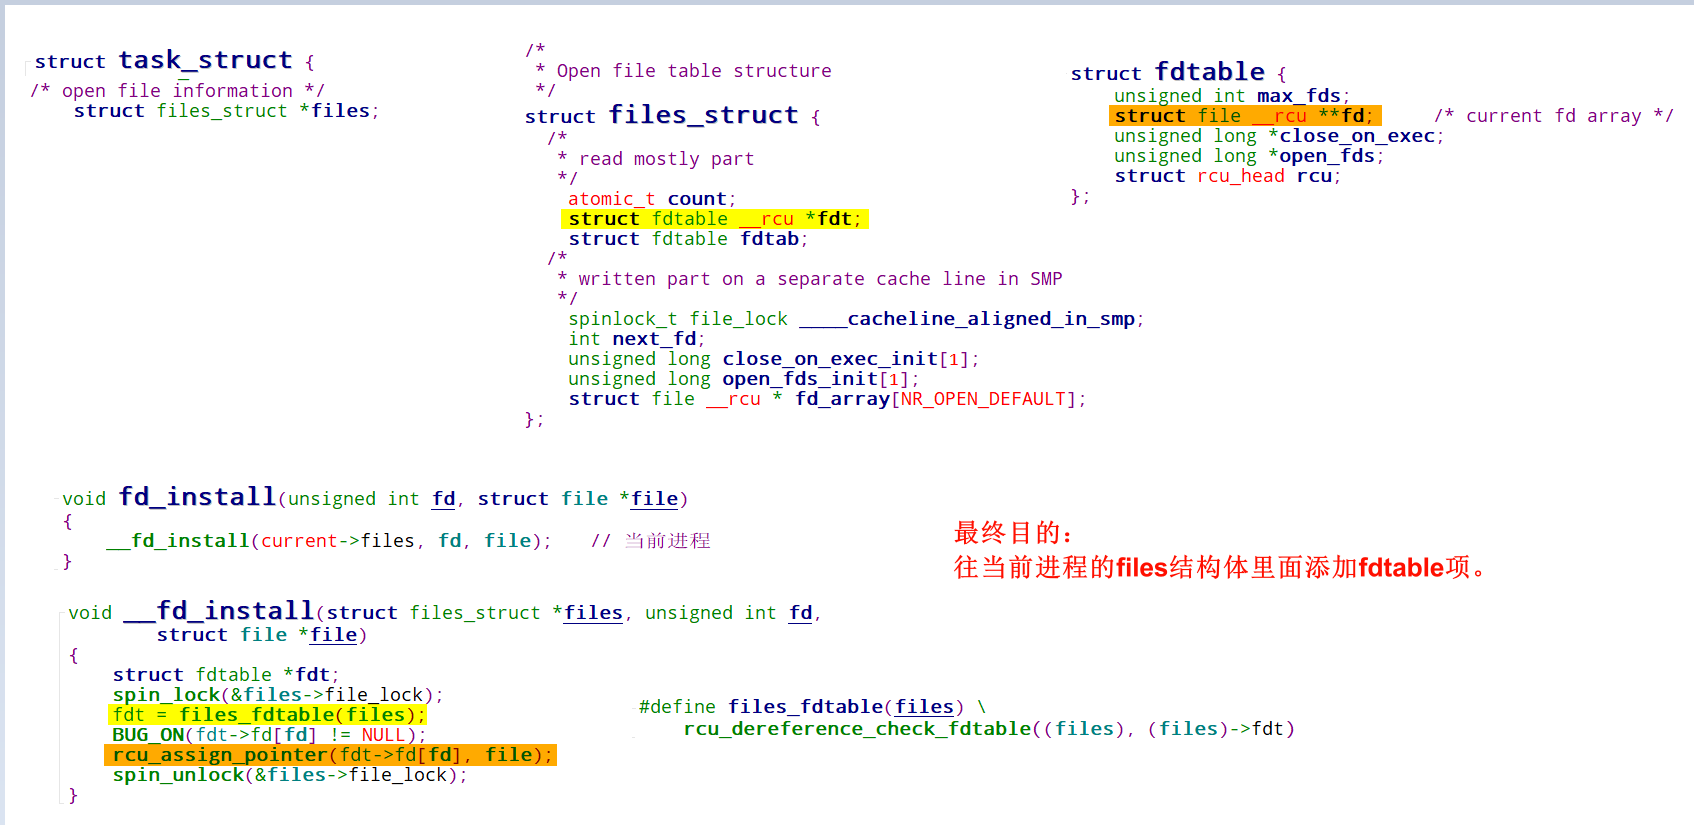 struct task_struct {
/* open file information */
struct files_struct *files;
/*
* Open file table structure
*/
struct files_struct {
/*
* read mostly part
*/
atomic_t count;
struct fdtable __rcu *fdt;
struct fdtable fdtab;
/*
* written part on a separate cache line in SMP
*/
spinlock_t file_lock ____cacheline_aligned_in_smp;
int next_fd;
unsigned long close_on_exec_init[1];
unsigned long open_fds_init[1];
struct file __rcu * fd_array[NR_OPEN_DEFAULT];
};
struct fdtable {
unsigned int max_fds;
struct file __rcu **fd; /* current fd array */
unsigned long *close_on_exec;
unsigned long *open_fds;
struct rcu_head rcu;
};
void fd_install(unsigned int fd, struct file *file)
{
__fd_install(current->files, fd, file); // 当前进程
}
最终目的：
往当前进程的files结构体里面添加fdtable项。
void __fd_install(struct files_struct *files, unsigned int fd,
struct file *file)
{
struct fdtable *fdt;
spin_lock(&files->file_lock);
fdt = files_fdtable(files);
BUG_ON(fdt->fd[fd] != NULL);
rcu_assign_pointer(fdt->fd[fd], file);
spin_unlock(&files->file_lock);
}
#define files_fdtable(files) \
rcu_dereference_check_fdtable((files), (files)->fdt)